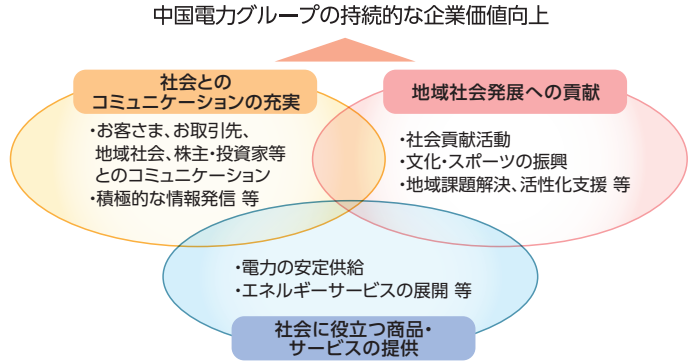 中国電力グループの持続的な企業価値向上
社会との
コミュニケーションの充実
・お客さま、お取引先、
地域社会、株主・投資家等
とのコミュニケーション
・積極的な情報発信 等
地域社会発展への貢献
・社会貢献活動
・文化・スポーツの振興
・地域課題解決、活性化支援 等
・電力の安定供給
・エネルギーサービスの展開 等
社会に役立つ商品・
サービスの提供